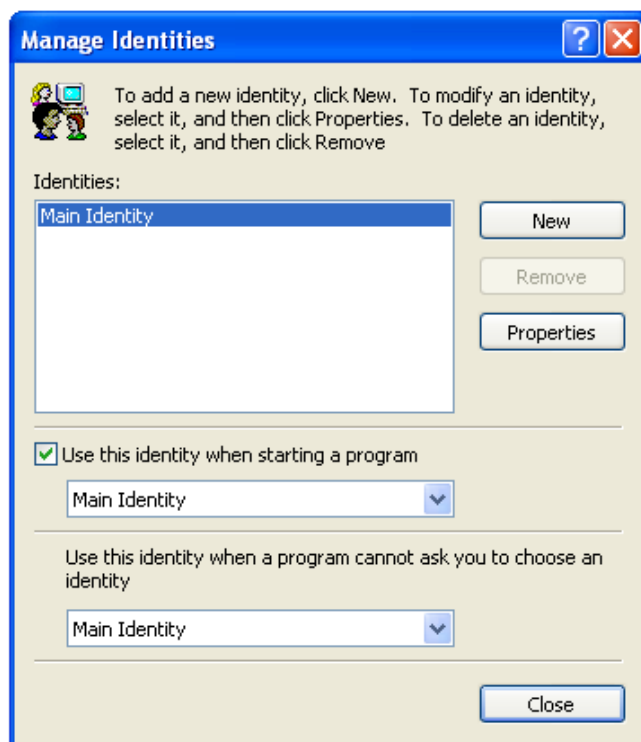 Manage Identities
To add a new identity, click New. To modify an identity,
select it, and then click Properties. To delete an identity,
select it, and then click Remove
Identities:
Main Identity
New
Remove
Properties
Use this identity when starting a program
Main Identity
Use this identity when a program cannot ask you to choose an
identity
Main Identity
Close